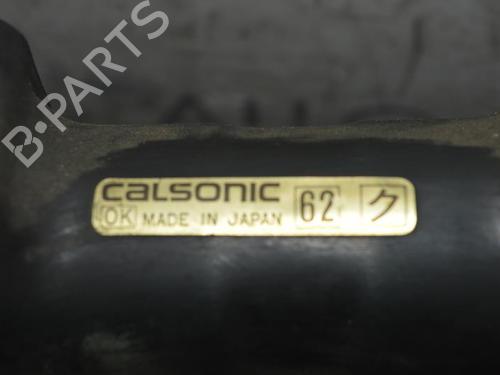 B·PARTS
calsonic
OK MADE IN JAPAN 62 ク